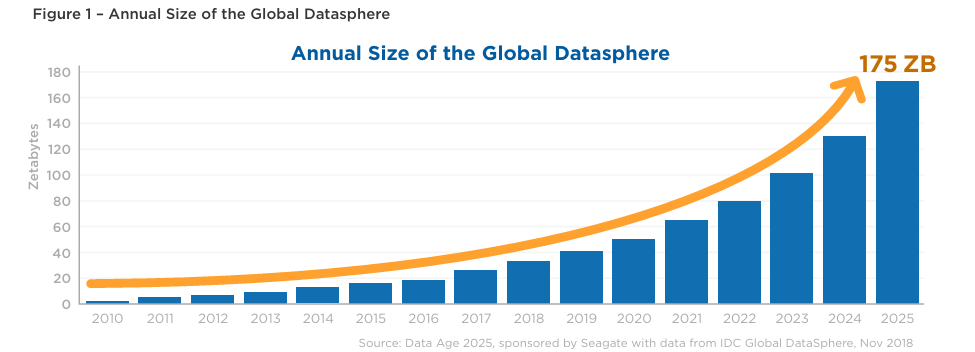 Figure 1 – Annual Size of the Global Datasphere
Annual Size of the Global Datasphere
175 ZB
180
160
140
120
100
80
60
40
20
0
Zetabytes
2010 2011 2012 2013 2014 2015 2016 2017 2018 2019 2020 2021 2022 2023 2024 2025
Source: Data Age 2025, sponsored by Seagate with data from IDC Global DataSphere, Nov 2018